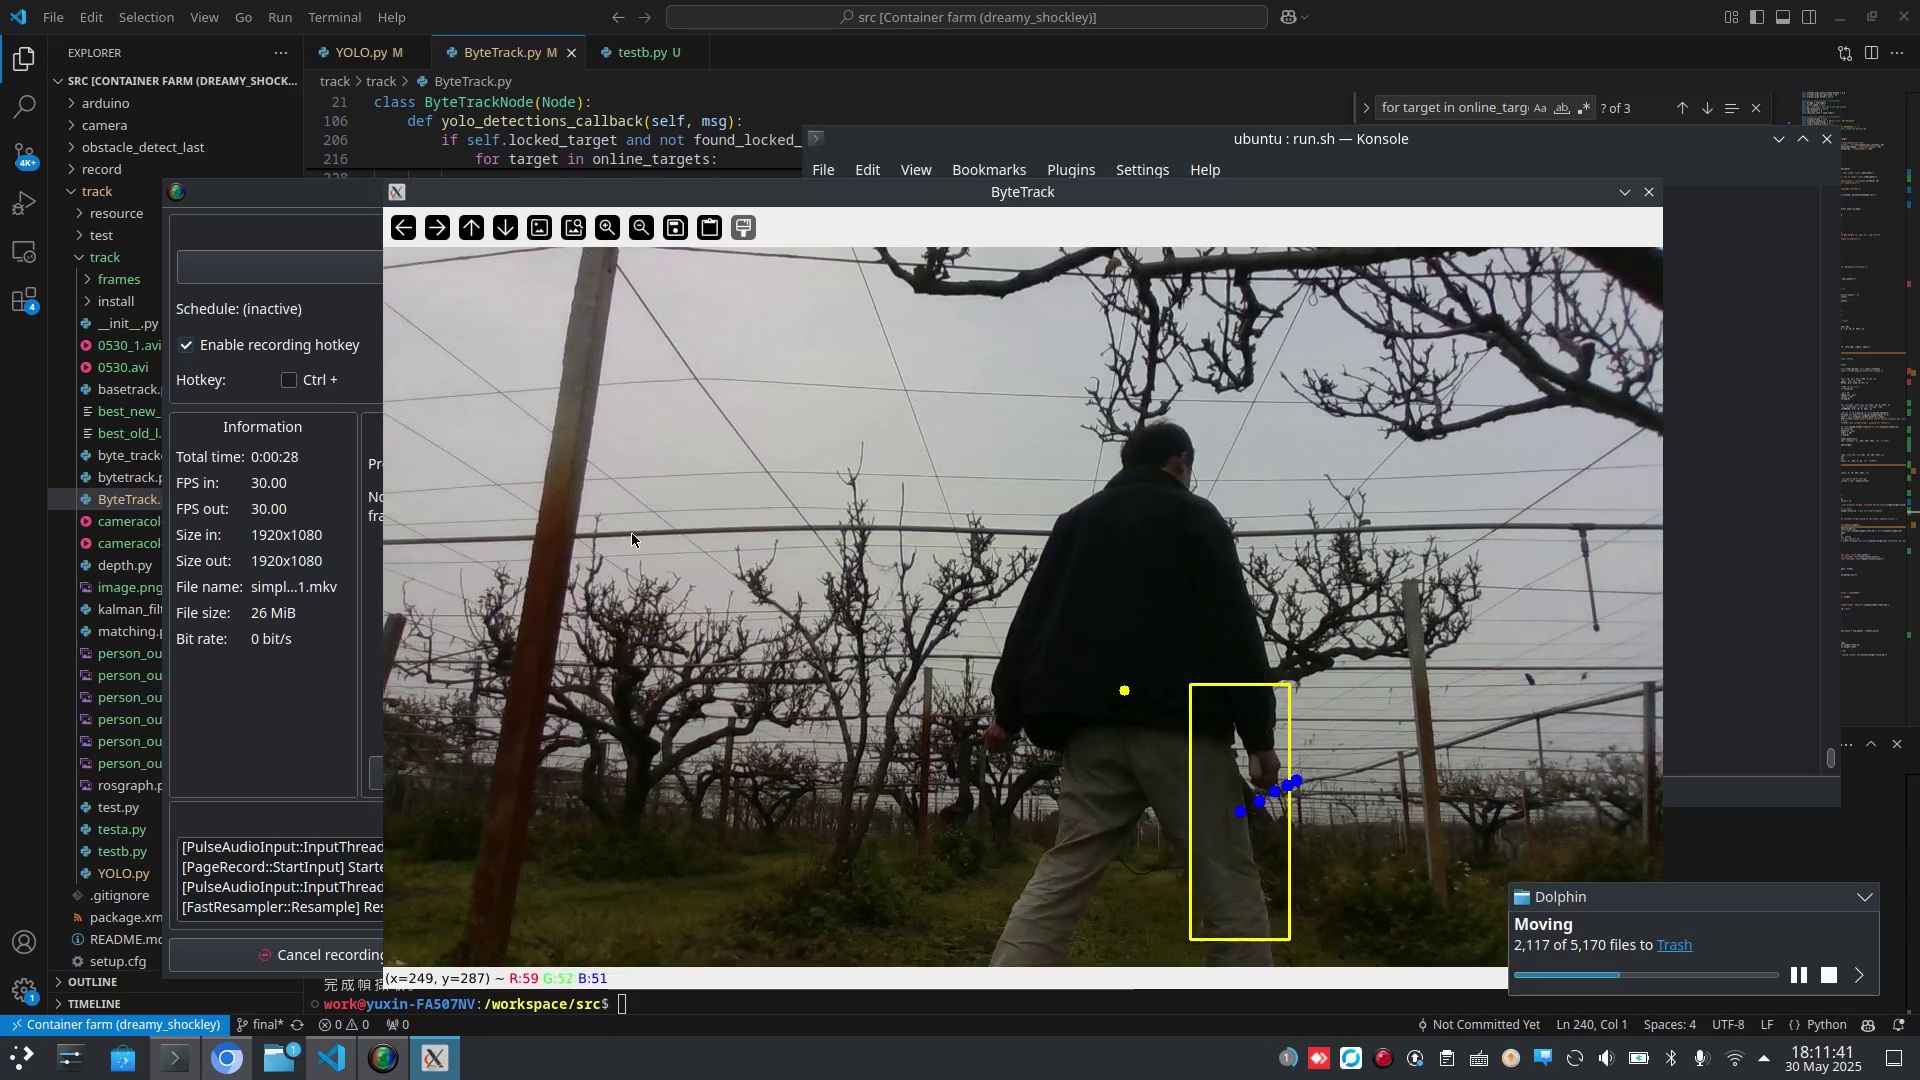 File Edit Selection View Go Run Terminal Help
src [Container farm (dreamy_shockley)]
EXPLORER
YOLO.py M
ByteTrack.py M
testb.py U
SRC [CONTAINER FARM (DREAMY_SHOCK...
track > track > ByteTrack.py
21 class ByteTrackNode(Node):
106 def yolo_detections_callback(self, msg):
206 if self.locked_target and not found_locked_
216 for target in online_targets:
for target in online_targ
? of 3
ubuntu : run.sh — Konsole
File Edit View Bookmarks Plugins Settings Help
ByteTrack
arduino
camera
obstacle_detect_last
record
track
resource
test
track
frames
install
__init__.py
0530_1.avi
0530.avi
basetrack.
best_new_
best_old_l.
byte_track
bytetrack.p
ByteTrack.
cameracol
cameracol
depth.py
image.png
kalman_filt
matching.p
person_ou
person_ou
person_ou
person_ou
person_ou
person_ou
rosgraph.p
test.py
testa.py
testb.py
YOLO.py
.gitignore
package.xm
README.md
setup.cfg
OUTLINE
TIMELINE
4K+
4
1
Schedule: (inactive)
Enable recording hotkey
Hotkey: Ctrl +
Information
Total time: 0:00:28
FPS in: 30.00
FPS out: 30.00
Size in: 1920x1080
Size out: 1920x1080
File name: simpl...1.mkv
File size: 26 MiB
Bit rate: 0 bit/s
Pr
No
fra
[PulseAudioInput::InputThread
[PageRecord::StartInput] Starte
[PulseAudioInput::InputThread
[FastResampler::Resample] Res
Cancel recording
(x=249, y=287) ~ R:59 G:52 B:51
work@yuxin-FA507NV:/workspace/src$
Dolphin
Moving
2,117 of 5,170 files to Trash
Container farm (dreamy_shockley)
final*
0 0
0
Not Committed Yet
Ln 240, Col 1
Spaces: 4
UTF-8
LF
Python
1
1
18:11:41
30 May 2025